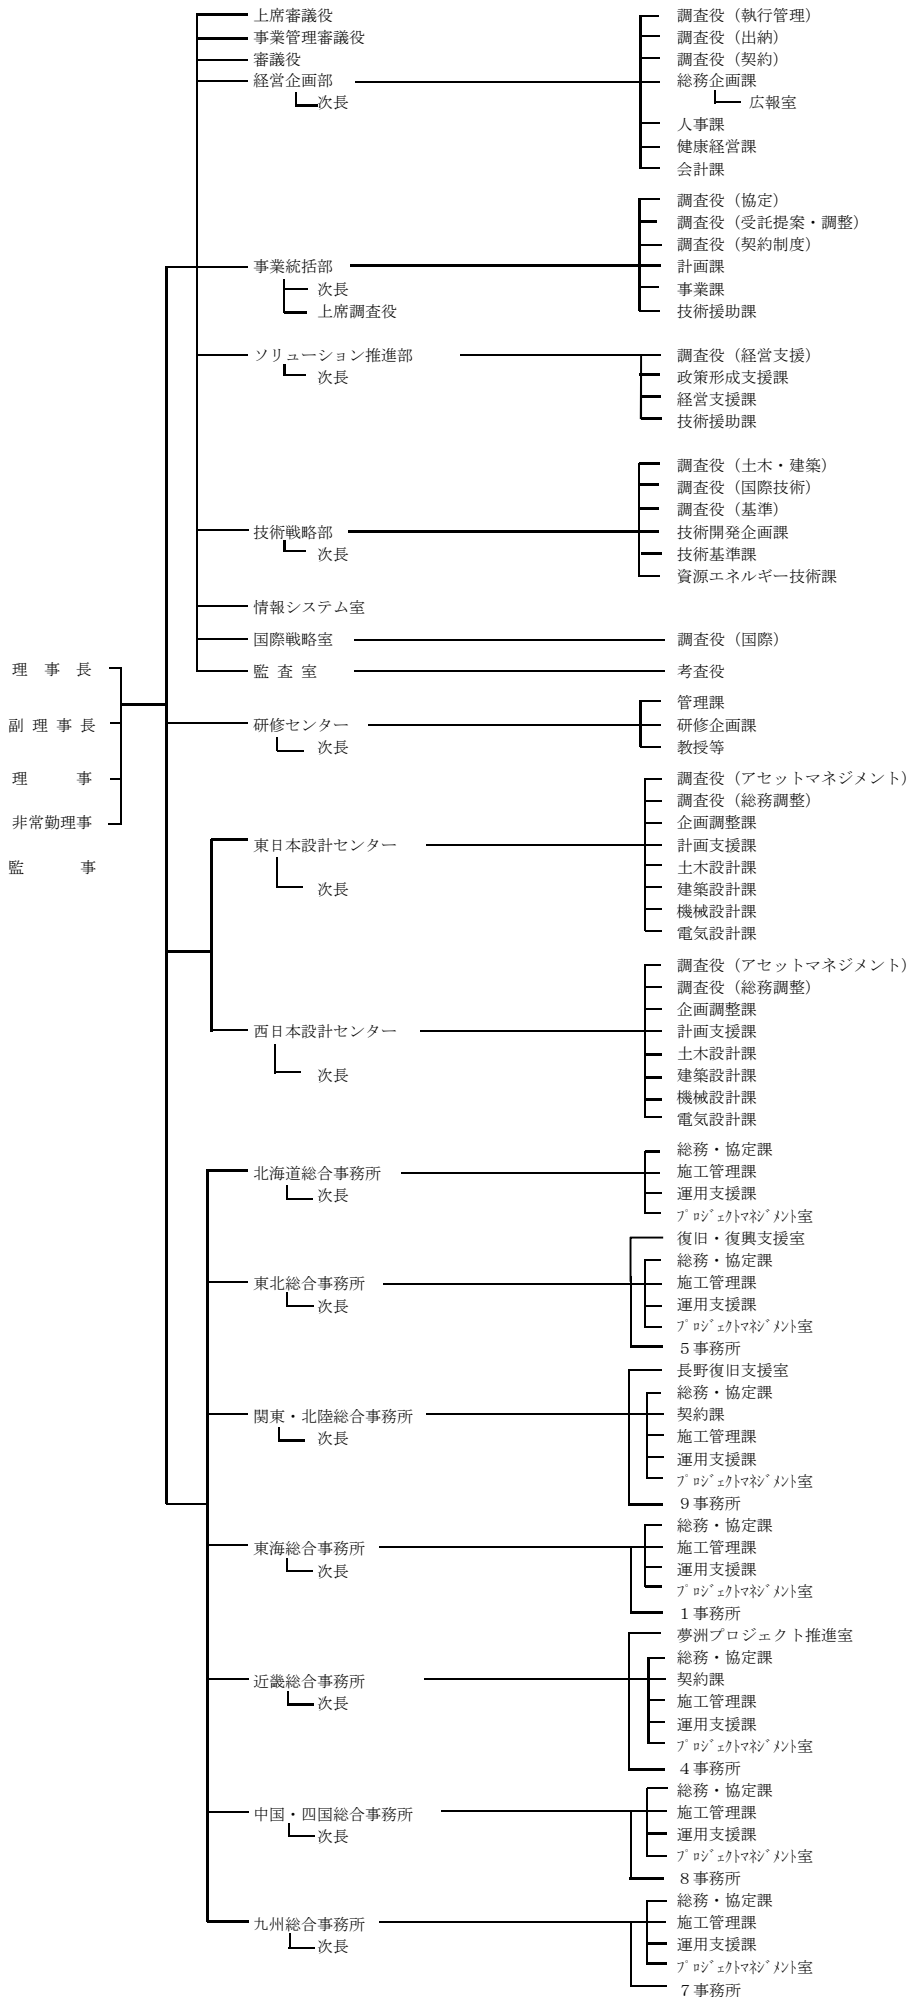 上席審議役
事業管理審議役
審議役
経営企画部
次長
調査役（執行管理）
調査役（出納）
調査役（契約）
総務企画課
広報室
人事課
健康経営課
会計課
事業統括部
次長
上席調査役
調査役（協定）
調査役（受託提案・調整）
調査役（契約制度）
計画課
事業課
技術援助課
ソリューション推進部
次長
調査役（経営支援）
政策形成支援課
経営支援課
技術援助課
技術戦略部
次長
調査役（土木・建築）
調査役（国際技術）
調査役（基準）
技術開発企画課
技術基準課
資源エネルギー技術課
情報システム室
国際戦略室
調査役（国際）
監 査 室
考査役
理 事 長
副 理 事 長
理 事
非常勤理事
監 事
研修センター
次長
管理課
研修企画課
教授等
東日本設計センター
次長
調査役（アセットマネジメント）
調査役（総務調整）
企画調整課
計画支援課
土木設計課
建築設計課
機械設計課
電気設計課
西日本設計センター
次長
調査役（アセットマネジメント）
調査役（総務調整）
企画調整課
計画支援課
土木設計課
建築設計課
機械設計課
電気設計課
北海道総合事務所
次長
総務・協定課
施工管理課
運用支援課
ﾌﾟﾛｼﾞｪｸﾄﾏﾈｼﾞﾒﾝﾄ室
東北総合事務所
次長
復旧・復興支援室
総務・協定課
施工管理課
運用支援課
ﾌﾟﾛｼﾞｪｸﾄﾏﾈｼﾞﾒﾝﾄ室
５事務所
関東・北陸総合事務所
次長
長野復旧支援室
総務・協定課
契約課
施工管理課
運用支援課
ﾌﾟﾛｼﾞｪｸﾄﾏﾈｼﾞﾒﾝﾄ室
９事務所
東海総合事務所
次長
総務・協定課
施工管理課
運用支援課
ﾌﾟﾛｼﾞｪｸﾄﾏﾈｼﾞﾒﾝﾄ室
１事務所
近畿総合事務所
次長
夢洲プロジェクト推進室
総務・協定課
契約課
施工管理課
運用支援課
ﾌﾟﾛｼﾞｪｸﾄﾏﾈｼﾞﾒﾝﾄ室
４事務所
中国・四国総合事務所
次長
総務・協定課
施工管理課
運用支援課
ﾌﾟﾛｼﾞｪｸﾄﾏﾈｼﾞﾒﾝﾄ室
８事務所
九州総合事務所
次長
総務・協定課
施工管理課
運用支援課
ﾌﾟﾛｼﾞｪｸﾄﾏﾈｼﾞﾒﾝﾄ室
７事務所